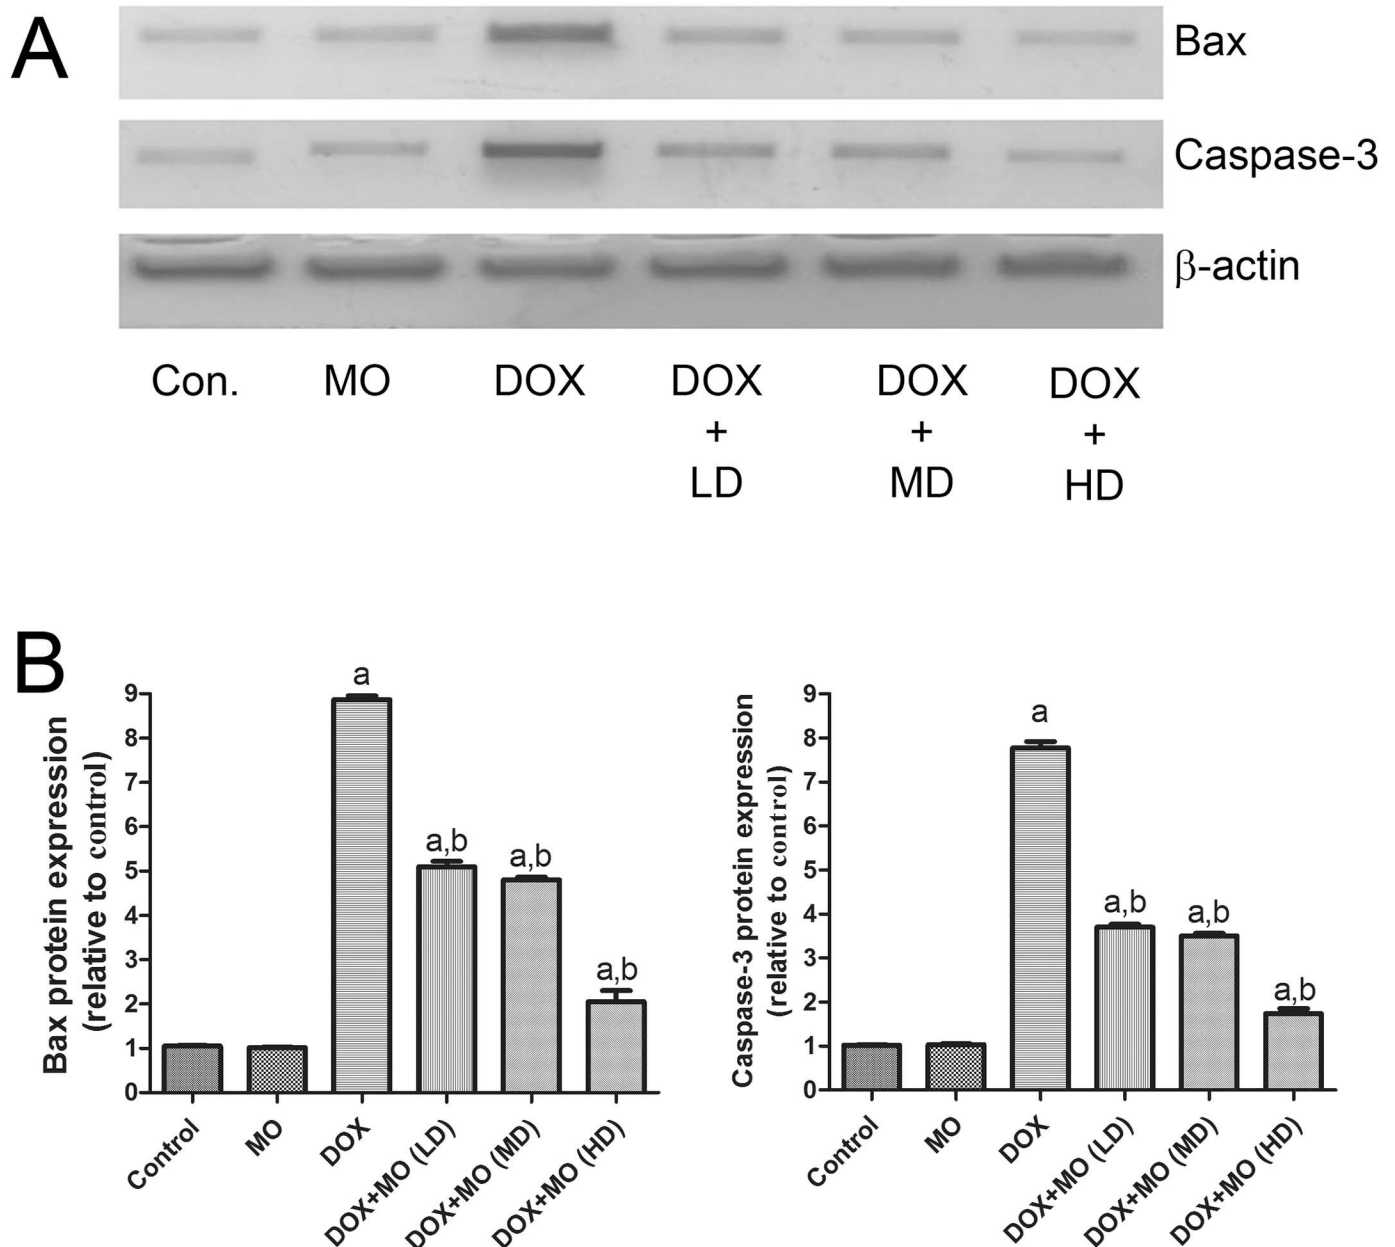 A
Bax
Caspase-3
β-actin
Con.
MO
DOX
DOX
+
LD
DOX
+
MD
DOX
+
HD
B
Bax protein expression
(relative to control)
9
8
7
6
5
4
3
2
1
0
a
a,b
a,b
a,b
Control
MO
DOX
DOX+MO (LD)
DOX+MO (MD)
DOX+MO (HD)
Caspase-3 protein expression
(relative to control)
9
8
7
6
5
4
3
2
1
0
a
a,b
a,b
a,b
Control
MO
DOX
DOX+MO (LD)
DOX+MO (MD)
DOX+MO (HD)